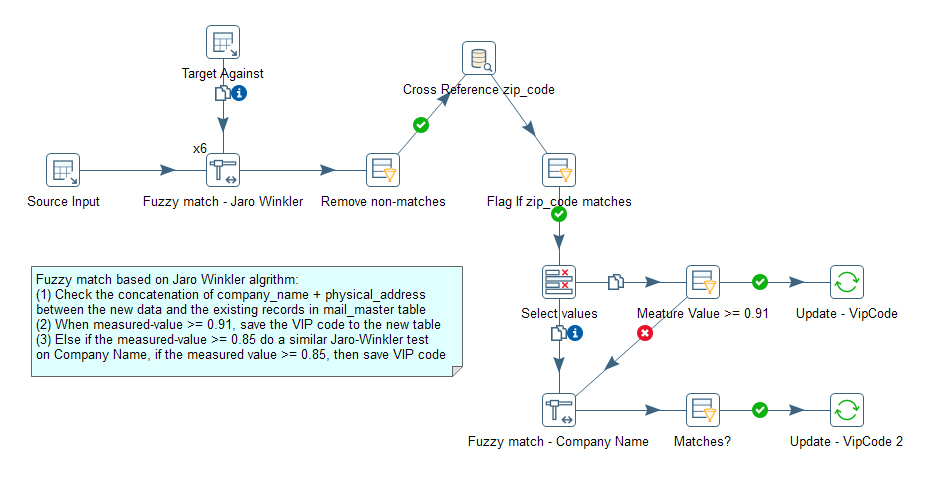 Target Against
Cross Reference zip_code
x6
Source Input
Fuzzy match - Jaro Winkler
Remove non-matches
Flag If zip_code matches
Fuzzy match based on Jaro Winkler algrithm:
(1) Check the concatenation of company_name + physical_address
between the new data and the existing records in mail_master table
(2) When measured-value >= 0.91, save the VIP code to the new table
(3) Else if the measured-value >= 0.85 do a similar Jaro-Winkler test
on Company Name, if the measured value >= 0.85, then save VIP code
Select values
Meature Value >= 0.91
Update - VipCode
Fuzzy match - Company Name
Matches?
Update - VipCode 2